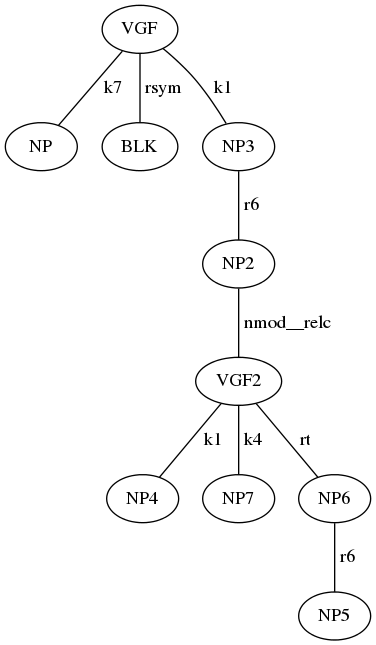 VGF
k7 rsym k1
NP BLK NP3
r6
NP2
nmod__relc
VGF2
k1 k4 rt
NP4 NP7 NP6
r6
NP5